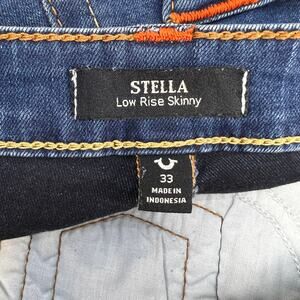 STELLA
Low Rise Skinny
33
MADE IN
INDONESIA